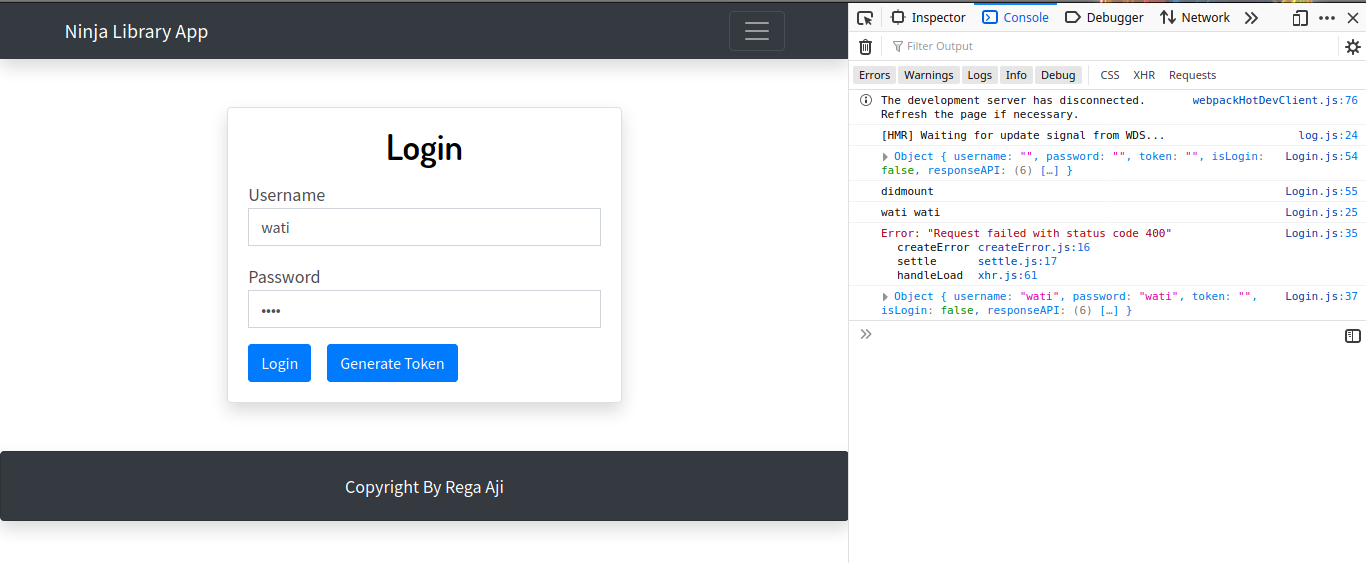 Ninja Library App
Login
Username
wati
Password
••••
Login Generate Token
Copyright By Rega Aji
Inspector Console Debugger Network
Filter Output
Errors Warnings Logs Info Debug CSS XHR Requests
The development server has disconnected. webpackHotDevClient.js:76
Refresh the page if necessary.
[HMR] Waiting for update signal from WDS... log.js:24
Object { username: "", password: "", token: "", isLogin: Login.js:54
false, responseAPI: (6) […] }
didmount Login.js:55
wati wati Login.js:25
Error: "Request failed with status code 400" Login.js:35
createError createError.js:16
settle settle.js:17
handleLoad xhr.js:61
Object { username: "wati", password: "wati", token: "", Login.js:37
isLogin: false, responseAPI: (6) […] }